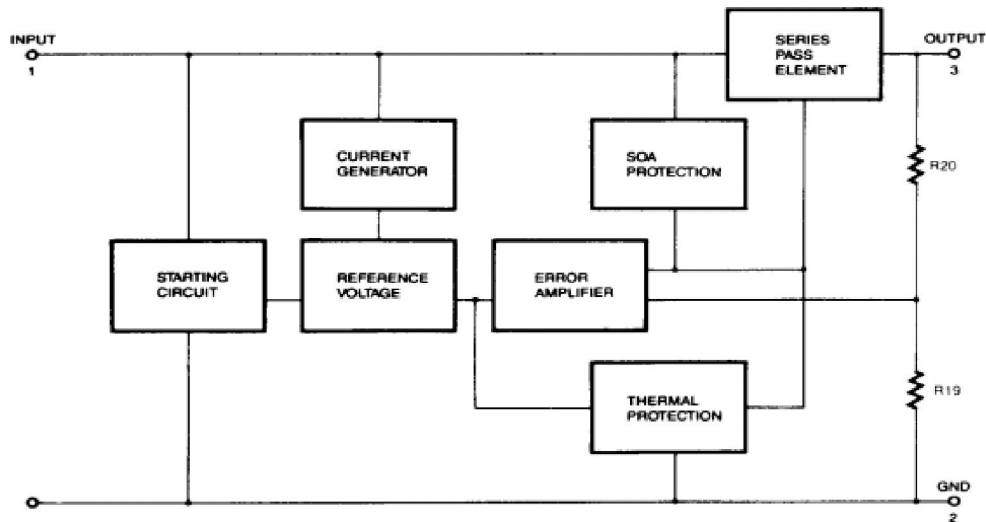 INPUT
1
SERIES
PASS
ELEMENT
OUTPUT
3
CURRENT
GENERATOR
SOA
PROTECTION
R20
STARTING
CIRCUIT
REFERENCE
VOLTAGE
ERROR
AMPLIFIER
THERMAL
PROTECTION
R19
GND
2